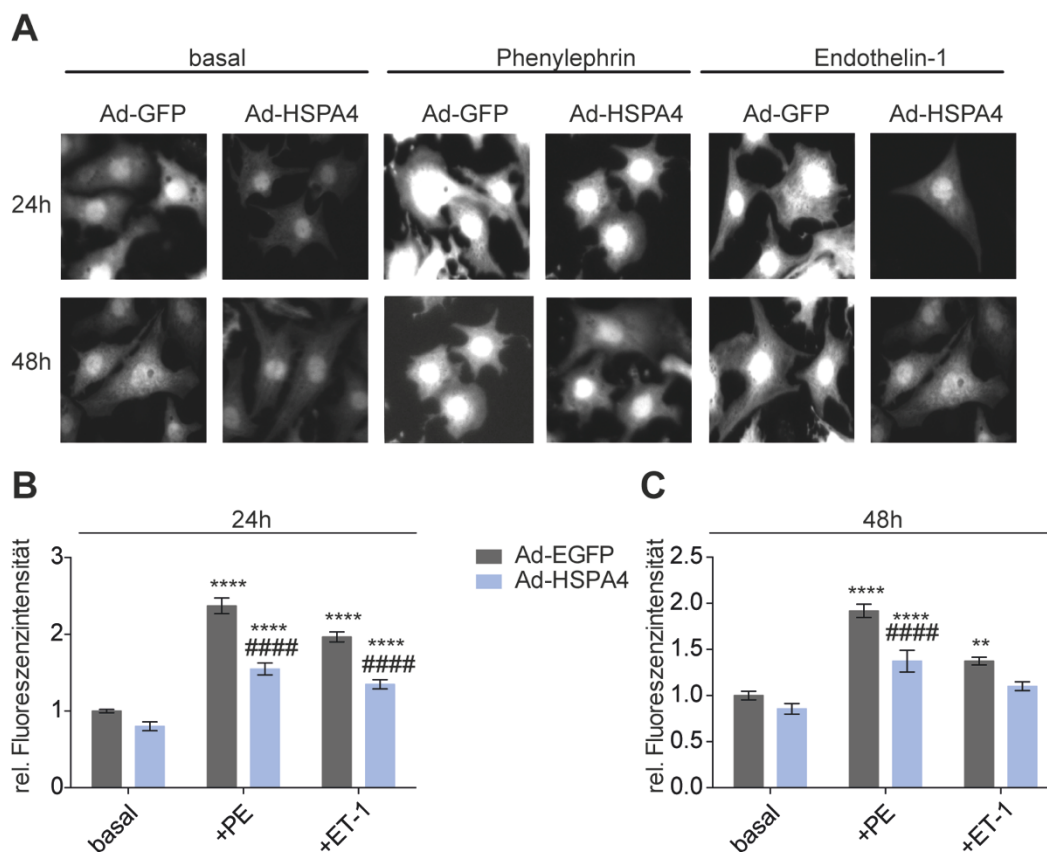 A
basal Phenylephrin Endothelin-1
Ad-GFP Ad-HSPA4 Ad-GFP Ad-HSPA4 Ad-GFP Ad-HSPA4
24h
48h
B
24h
rel. Fluoreszenzintensität
3
2
1
0
****
****
####
****
****
####
basal +PE +ET-1
Ad-EGFP
Ad-HSPA4
C
48h
rel. Fluoreszenzintensität
2.5
2.0
1.5
1.0
0.5
0.0
****
****
####
**
basal +PE +ET-1